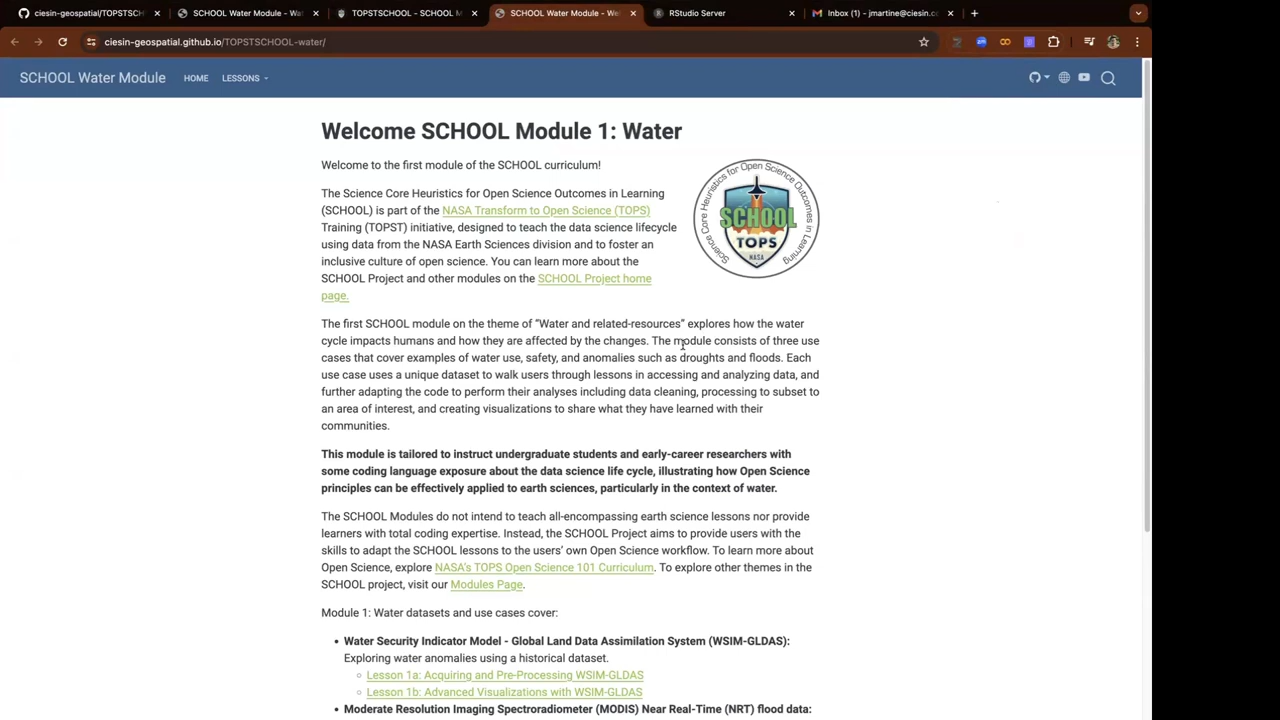 ciesin-geospatial/TOPSTSCH
SCHOOL Water Module - Wat
TOPSTSCHOOL - SCHOOL M
SCHOOL Water Module - We
RStudio Server
Inbox (1) - jmartine@ciesin.c
ciesin-geospatial.github.io/TOPSTSCHOOL-water/
SCHOOL Water Module HOME LESSONS
Welcome SCHOOL Module 1: Water
Welcome to the first module of the SCHOOL curriculum!
The Science Core Heuristics for Open Science Outcomes in Learning
(SCHOOL) is part of the NASA Transform to Open Science (TOPS)
Training (TOPST) initiative, designed to teach the data science lifecycle
using data from the NASA Earth Sciences division and to foster an
inclusive culture of open science. You can learn more about the
SCHOOL Project and other modules on the SCHOOL Project home
page.
Science Core Heuristics for Open Science Outcomes in Learning
SCHOOL
TOPS
NASA
The first SCHOOL module on the theme of “Water and related-resources” explores how the water
cycle impacts humans and how they are affected by the changes. The module consists of three use
cases that cover examples of water use, safety, and anomalies such as droughts and floods. Each
use case uses a unique dataset to walk users through lessons in accessing and analyzing data, and
further adapting the code to perform their analyses including data cleaning, processing to subset to
an area of interest, and creating visualizations to share what they have learned with their
communities.
This module is tailored to instruct undergraduate students and early-career researchers with
some coding language exposure about the data science life cycle, illustrating how Open Science
principles can be effectively applied to earth sciences, particularly in the context of water.
The SCHOOL Modules do not intend to teach all-encompassing earth science lessons nor provide
learners with total coding expertise. Instead, the SCHOOL Project aims to provide users with the
skills to adapt the SCHOOL lessons to the users’ own Open Science workflow. To learn more about
Open Science, explore NASA’s TOPS Open Science 101 Curriculum. To explore other themes in the
SCHOOL project, visit our Modules Page.
Module 1: Water datasets and use cases cover:
• Water Security Indicator Model - Global Land Data Assimilation System (WSIM-GLDAS):
Exploring water anomalies using a historical dataset.
Lesson 1a: Acquiring and Pre-Processing WSIM-GLDAS
Lesson 1b: Advanced Visualizations with WSIM-GLDAS
• Moderate Resolution Imaging Spectroradiometer (MODIS) Near Real-Time (NRT) flood data: